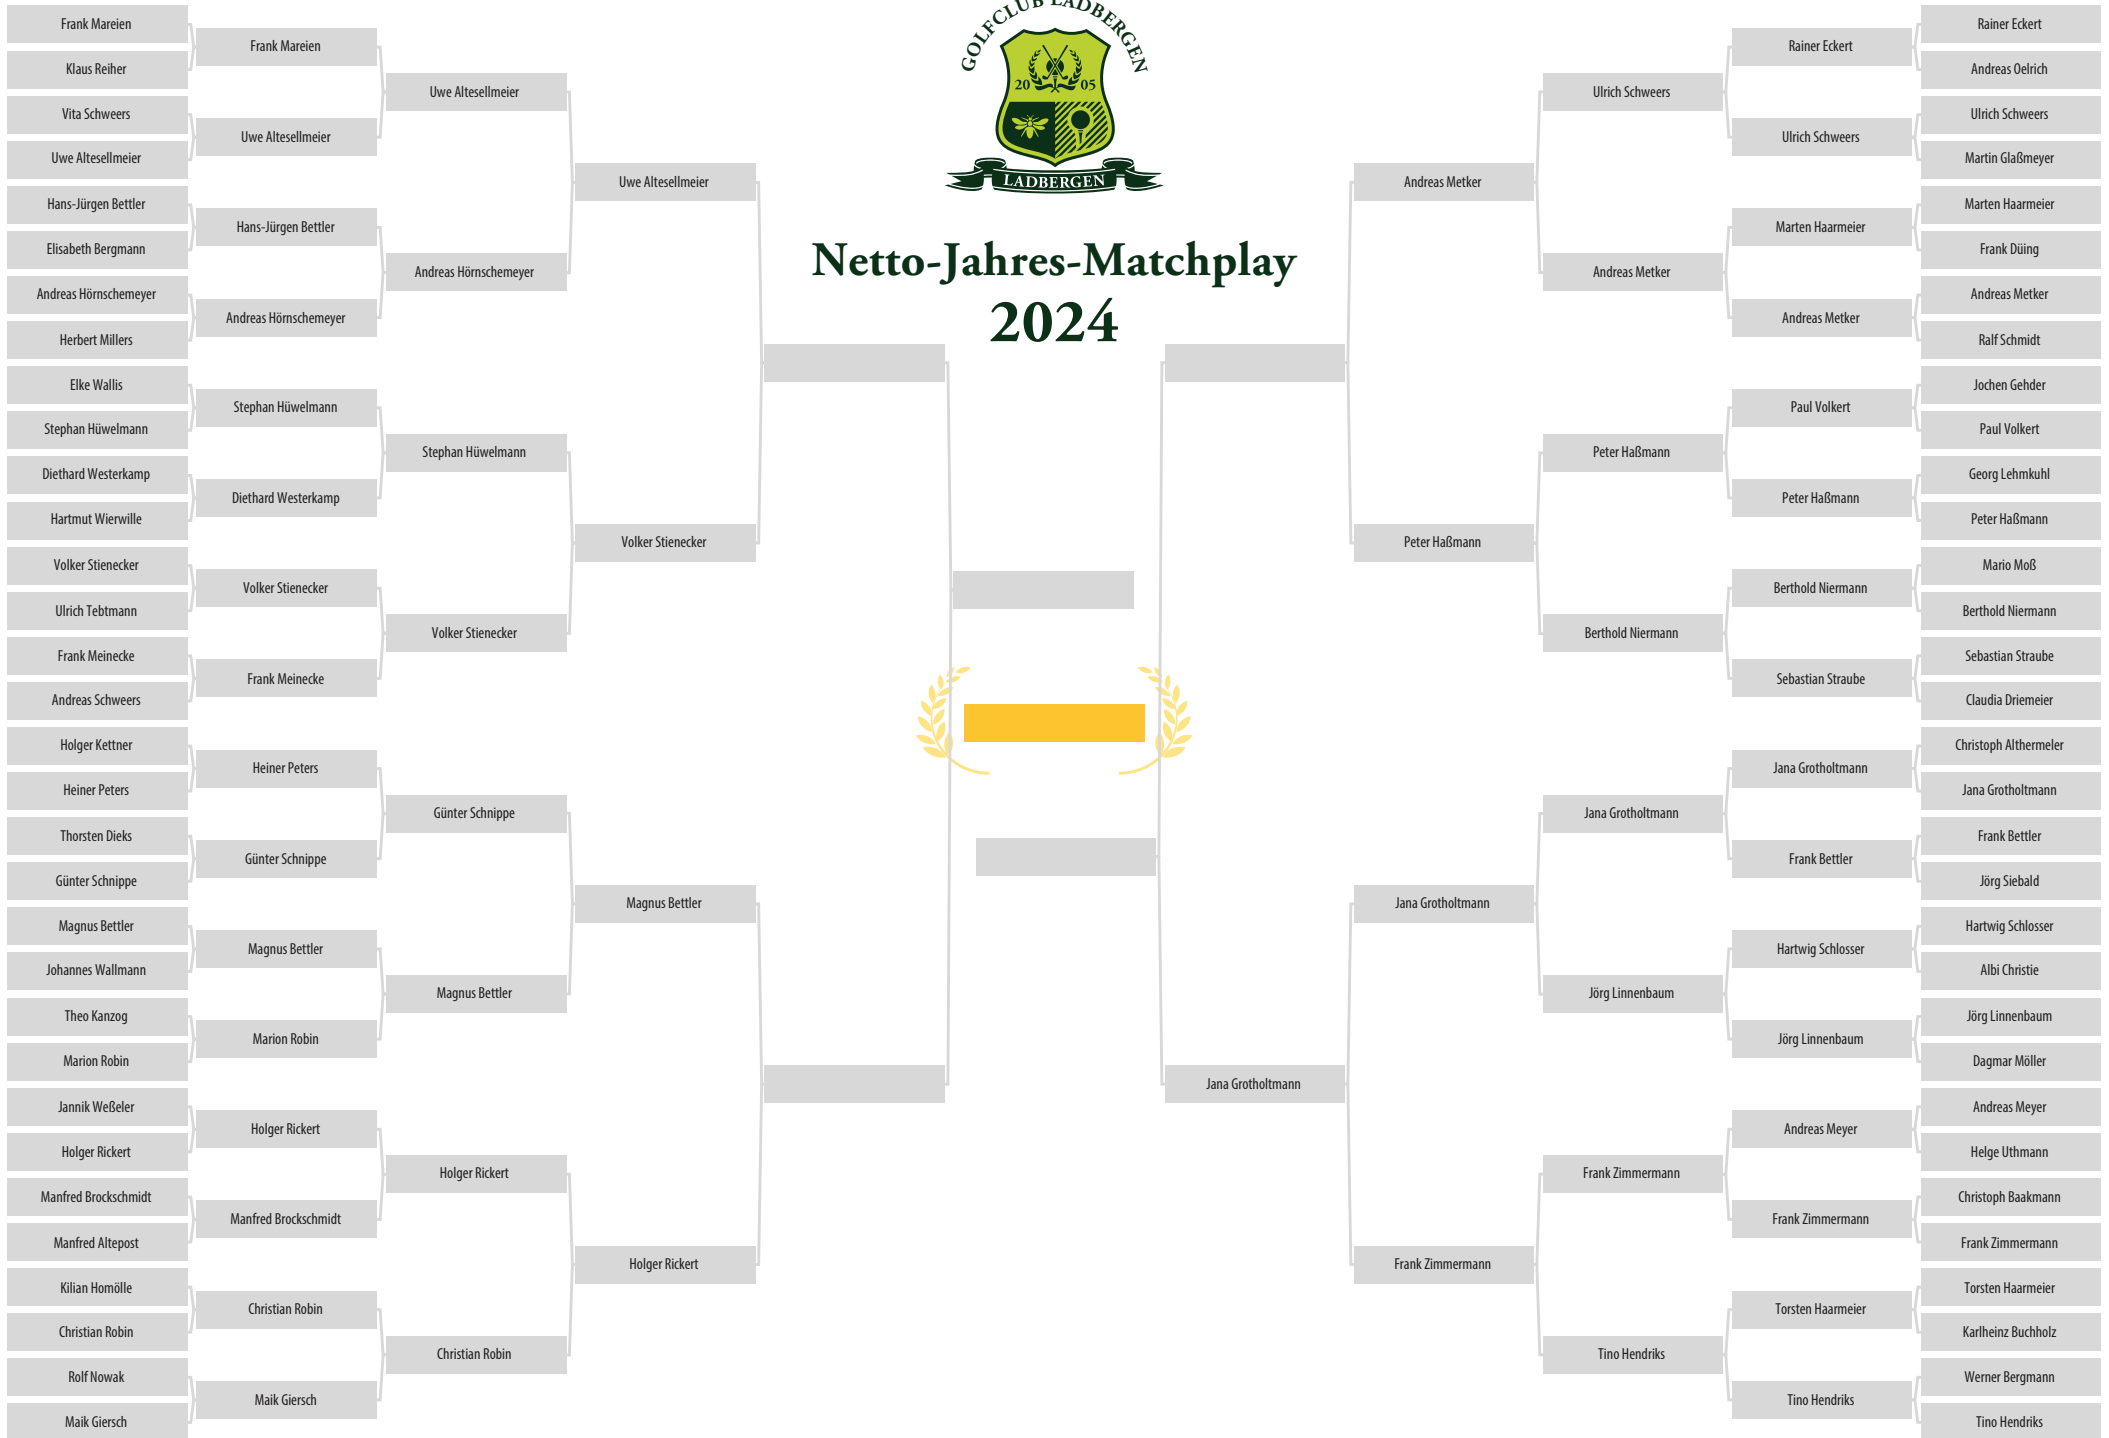 GOLFCLUB LADBERGEN
20 05
LADBERGEN
Netto-Jahres-Matchplay
2024
Frank Mareien
Klaus Reiher
Vita Schweers
Uwe Altesellmeier
Hans-Jürgen Bettler
Elisabeth Bergmann
Andreas Hörnschemeyer
Herbert Millers
Elke Wallis
Stephan Hüwelmann
Diethard Westerkamp
Hartmut Wierwille
Volker Stienecker
Ulrich Tebtmann
Frank Meinecke
Andreas Schweers
Holger Kettner
Heiner Peters
Thorsten Dieks
Günter Schnippe
Magnus Bettler
Johannes Wallmann
Theo Kanzog
Marion Robin
Jannik Weßeler
Holger Rickert
Manfred Brockschmidt
Manfred Altepost
Kilian Homölle
Christian Robin
Rolf Nowak
Maik Giersch
Frank Mareien
Uwe Altesellmeier
Hans-Jürgen Bettler
Andreas Hörnschemeyer
Stephan Hüwelmann
Diethard Westerkamp
Volker Stienecker
Frank Meinecke
Heiner Peters
Günter Schnippe
Magnus Bettler
Marion Robin
Holger Rickert
Manfred Brockschmidt
Christian Robin
Maik Giersch
Uwe Altesellmeier
Andreas Hörnschemeyer
Stephan Hüwelmann
Volker Stienecker
Günter Schnippe
Magnus Bettler
Holger Rickert
Christian Robin
Uwe Altesellmeier
Volker Stienecker
Magnus Bettler
Holger Rickert
Jana Grotholtmann
Andreas Metker
Peter Haßmann
Jana Grotholtmann
Frank Zimmermann
Ulrich Schweers
Andreas Metker
Peter Haßmann
Berthold Niermann
Jana Grotholtmann
Jörg Linnenbaum
Frank Zimmermann
Tino Hendriks
Rainer Eckert
Ulrich Schweers
Marten Haarmeier
Andreas Metker
Paul Volkert
Peter Haßmann
Berthold Niermann
Sebastian Straube
Jana Grotholtmann
Frank Bettler
Hartwig Schlosser
Jörg Linnenbaum
Andreas Meyer
Frank Zimmermann
Torsten Haarmeier
Tino Hendriks
Rainer Eckert
Andreas Oelrich
Ulrich Schweers
Martin Glaßmeyer
Marten Haarmeier
Frank Düing
Andreas Metker
Ralf Schmidt
Jochen Gehder
Paul Volkert
Georg Lehmkuhl
Peter Haßmann
Mario Moß
Berthold Niermann
Sebastian Straube
Claudia Driemeier
Christoph Althermeler
Jana Grotholtmann
Frank Bettler
Jörg Siebald
Hartwig Schlosser
Albi Christie
Jörg Linnenbaum
Dagmar Möller
Andreas Meyer
Helge Uthmann
Christoph Baakmann
Frank Zimmermann
Torsten Haarmeier
Karlheinz Buchholz
Werner Bergmann
Tino Hendriks